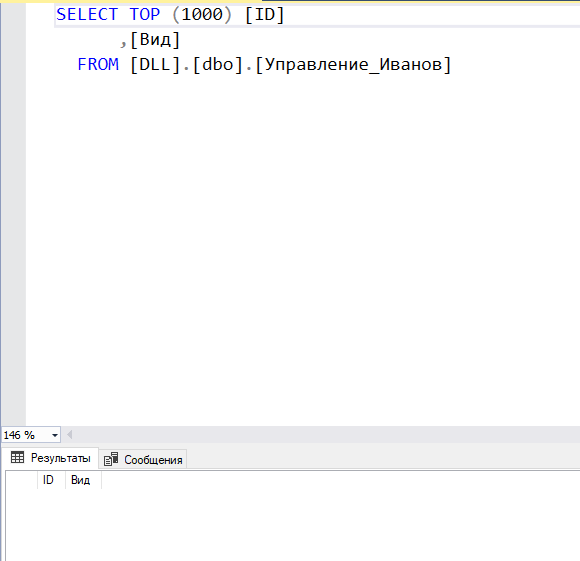 SELECT TOP (1000) [ID]
,[Вид]
FROM [DLL].[dbo].[Управление_Иванов]
146 %
Результаты Сообщения
ID Вид